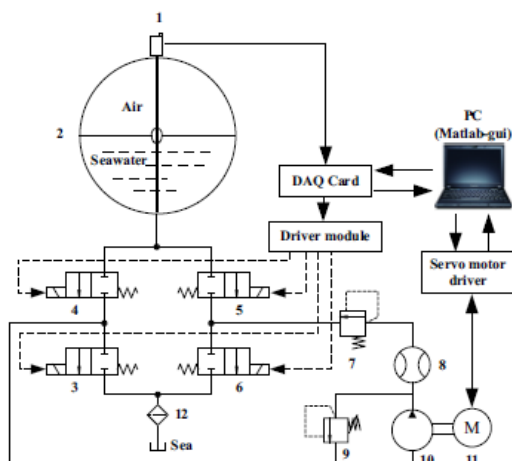 1
2
Air
Seawater
PC
(Matlab-gui)
DAQ Card
Driver module
Servo motor
driver
4
5
7
8
3
6
12
Sea
9
10
M
11